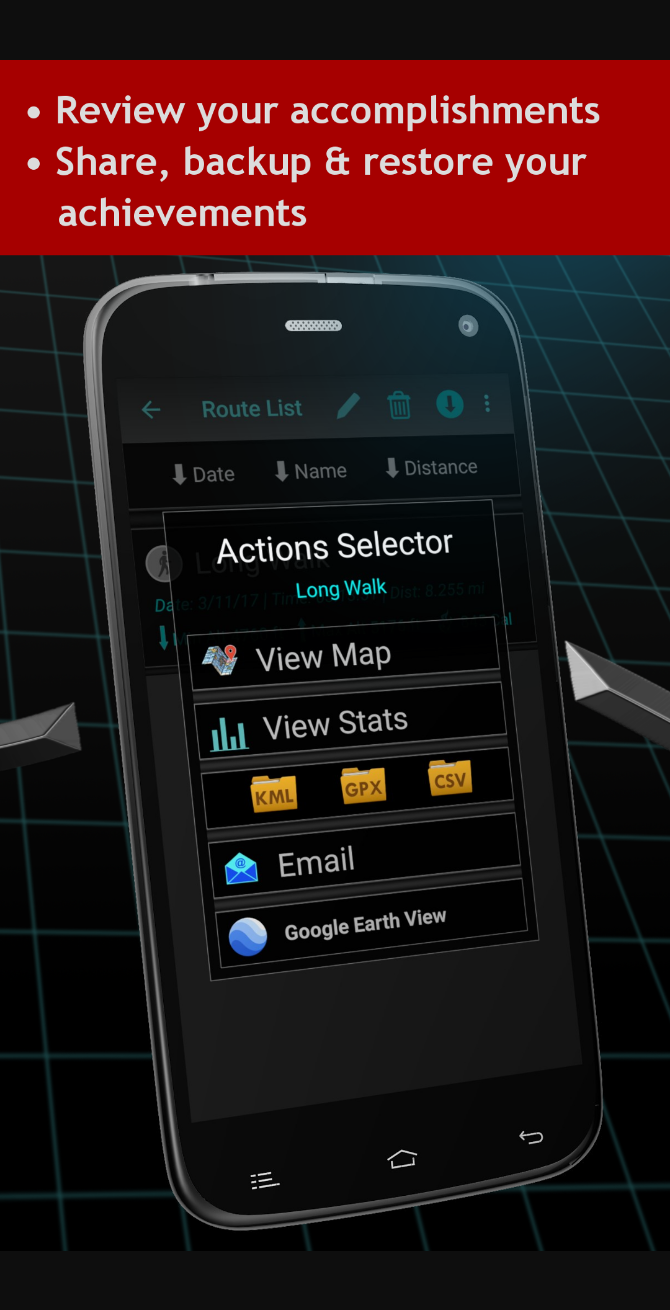 • Review your accomplishments
• Share, backup & restore your
achievements
Route List
Date Name Distance
Actions Selector
Long Walk
Long Walk
Date: 3/11/17 | Dist: 8.255 mi
View Map
View Stats
KML GPX CSV
@
Email
Google Earth View